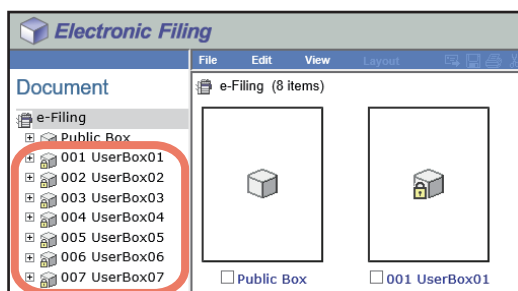 Electronic Filing
File Edit View Layout
Document
e-Filing
Public Box
001 UserBox01
002 UserBox02
003 UserBox03
004 UserBox04
005 UserBox05
006 UserBox06
007 UserBox07
e-Filing (8 items)
Public Box
001 UserBox01